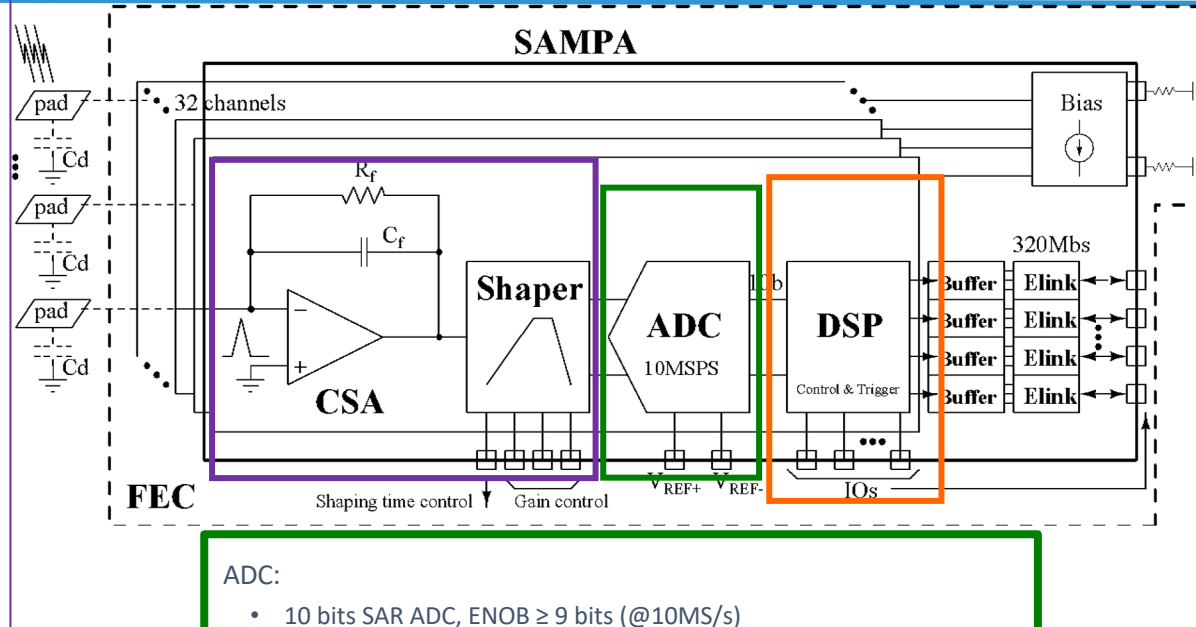 SAMPA
pad
32 channels
Bias
Cd
Rf
pad
Cf
320Mbs
Cd
Shaper
10b
Buffer
Elink
pad
ADC
DSP
Buffer
Elink
Cd
10MSPS
Buffer
Elink
CSA
Control & Trigger
Buffer
Elink
FEC
Shaping time control
Gain control
VREF+
VREF-
IOs
ADC:
• 10 bits SAR ADC, ENOB ≥ 9 bits (@10MS/s)